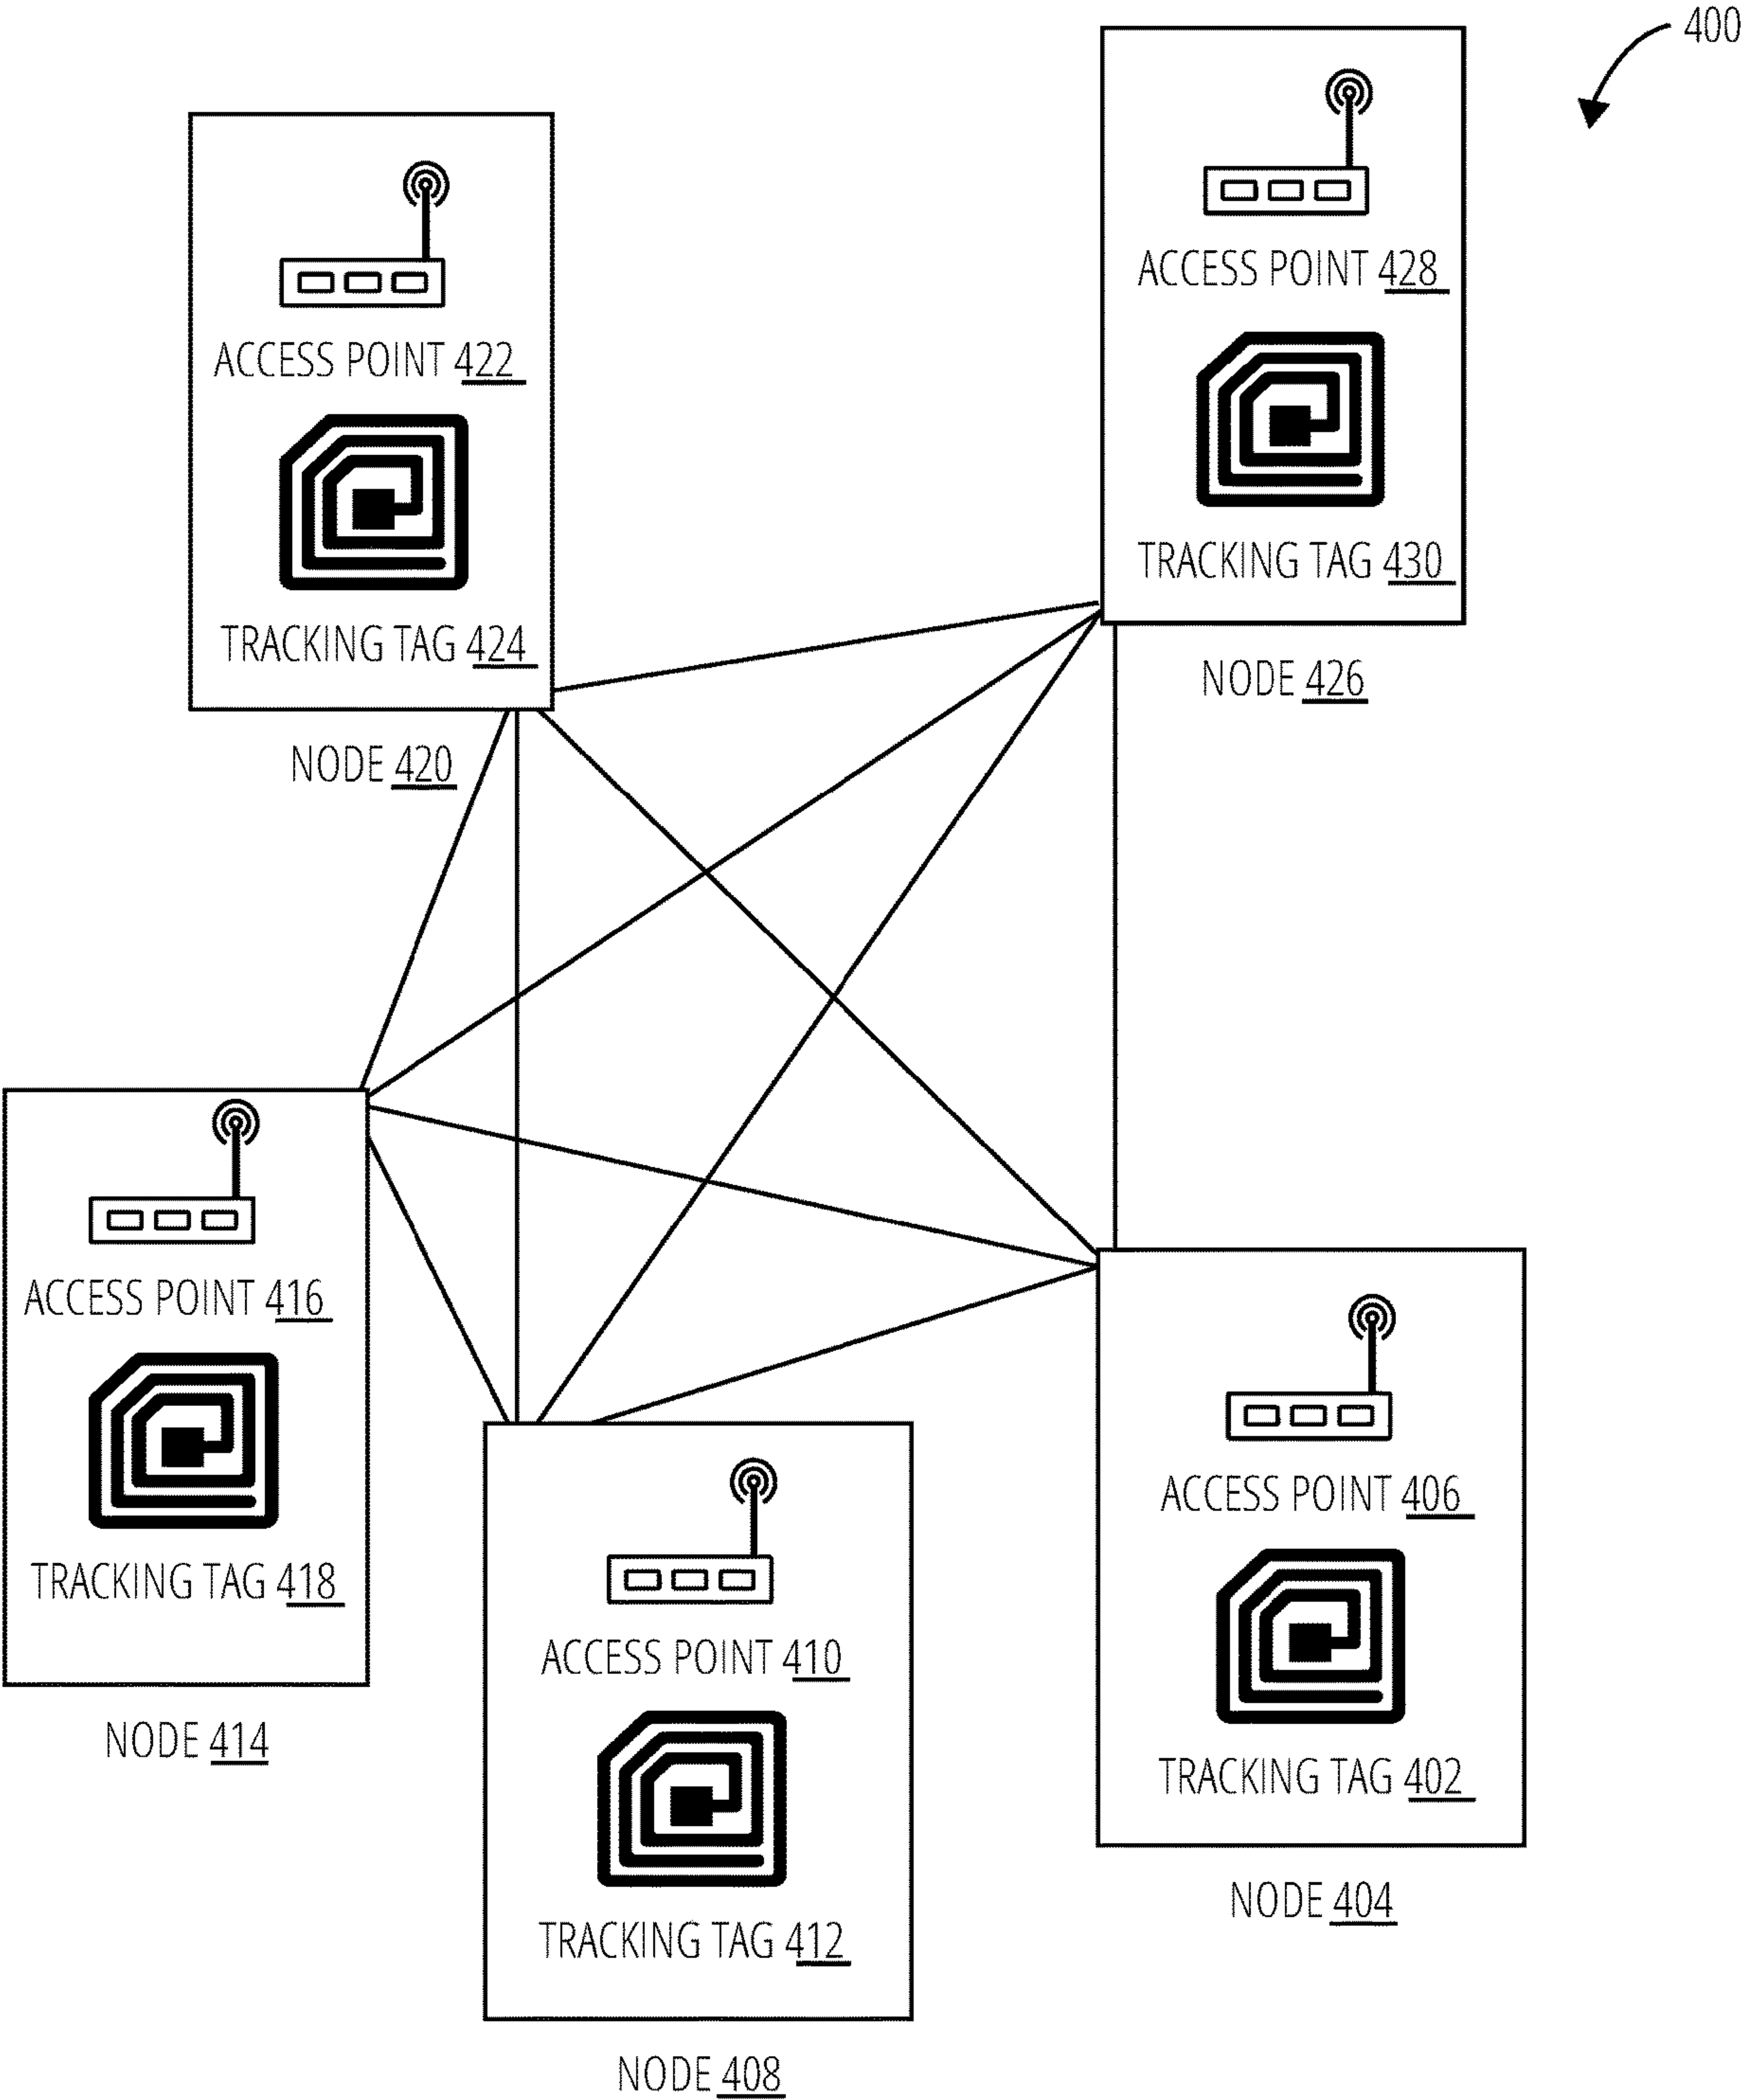 400
ACCESS POINT 428
TRACKING TAG 430
NODE 426
ACCESS POINT 422
TRACKING TAG 424
NODE 420
ACCESS POINT 416
TRACKING TAG 418
NODE 414
ACCESS POINT 406
TRACKING TAG 402
NODE 404
ACCESS POINT 410
TRACKING TAG 412
NODE 408